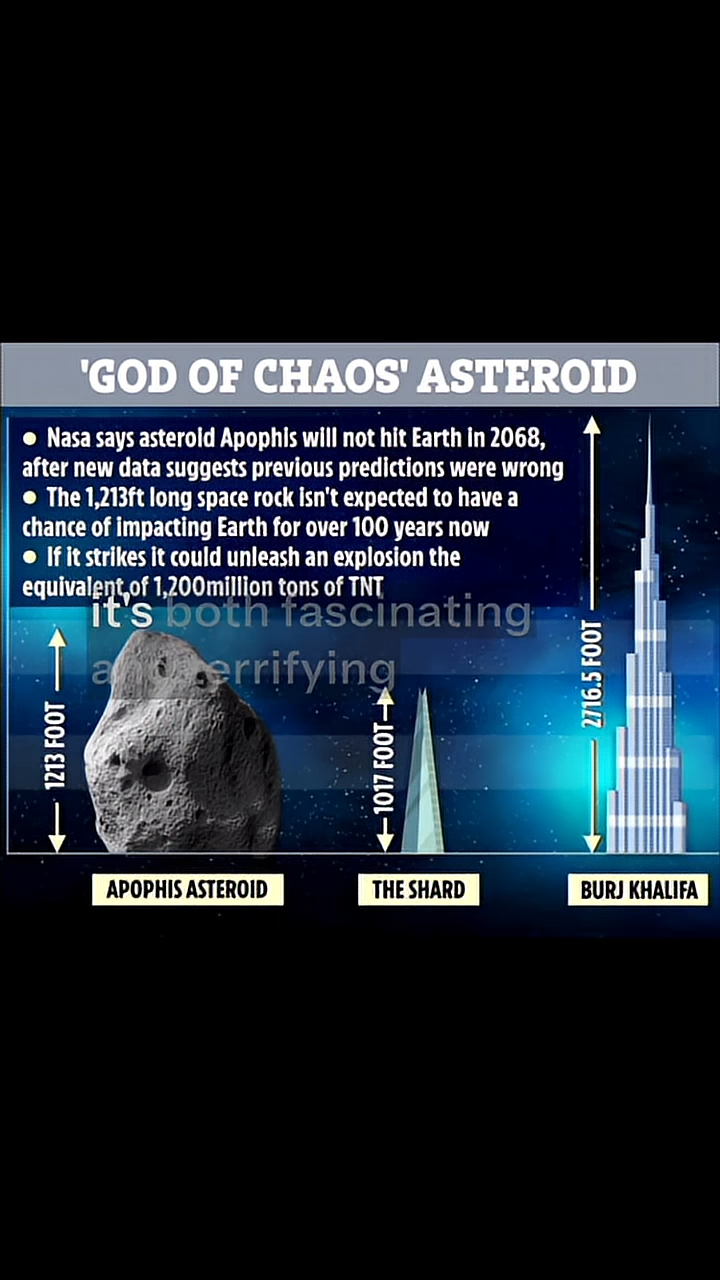 'GOD OF CHAOS' ASTEROID
● Nasa says asteroid Apophis will not hit Earth in 2068,
after new data suggests previous predictions were wrong
● The 1,213ft long space rock isn't expected to have a
chance of impacting Earth for over 100 years now
● If it strikes it could unleash an explosion the
equivalent of 1,200million tons of TNT
it's both fascinating
and terrifying
1213 FOOT
1017 FOOT
2716.5 FOOT
APOPHIS ASTEROID
THE SHARD
BURJ KHALIFA